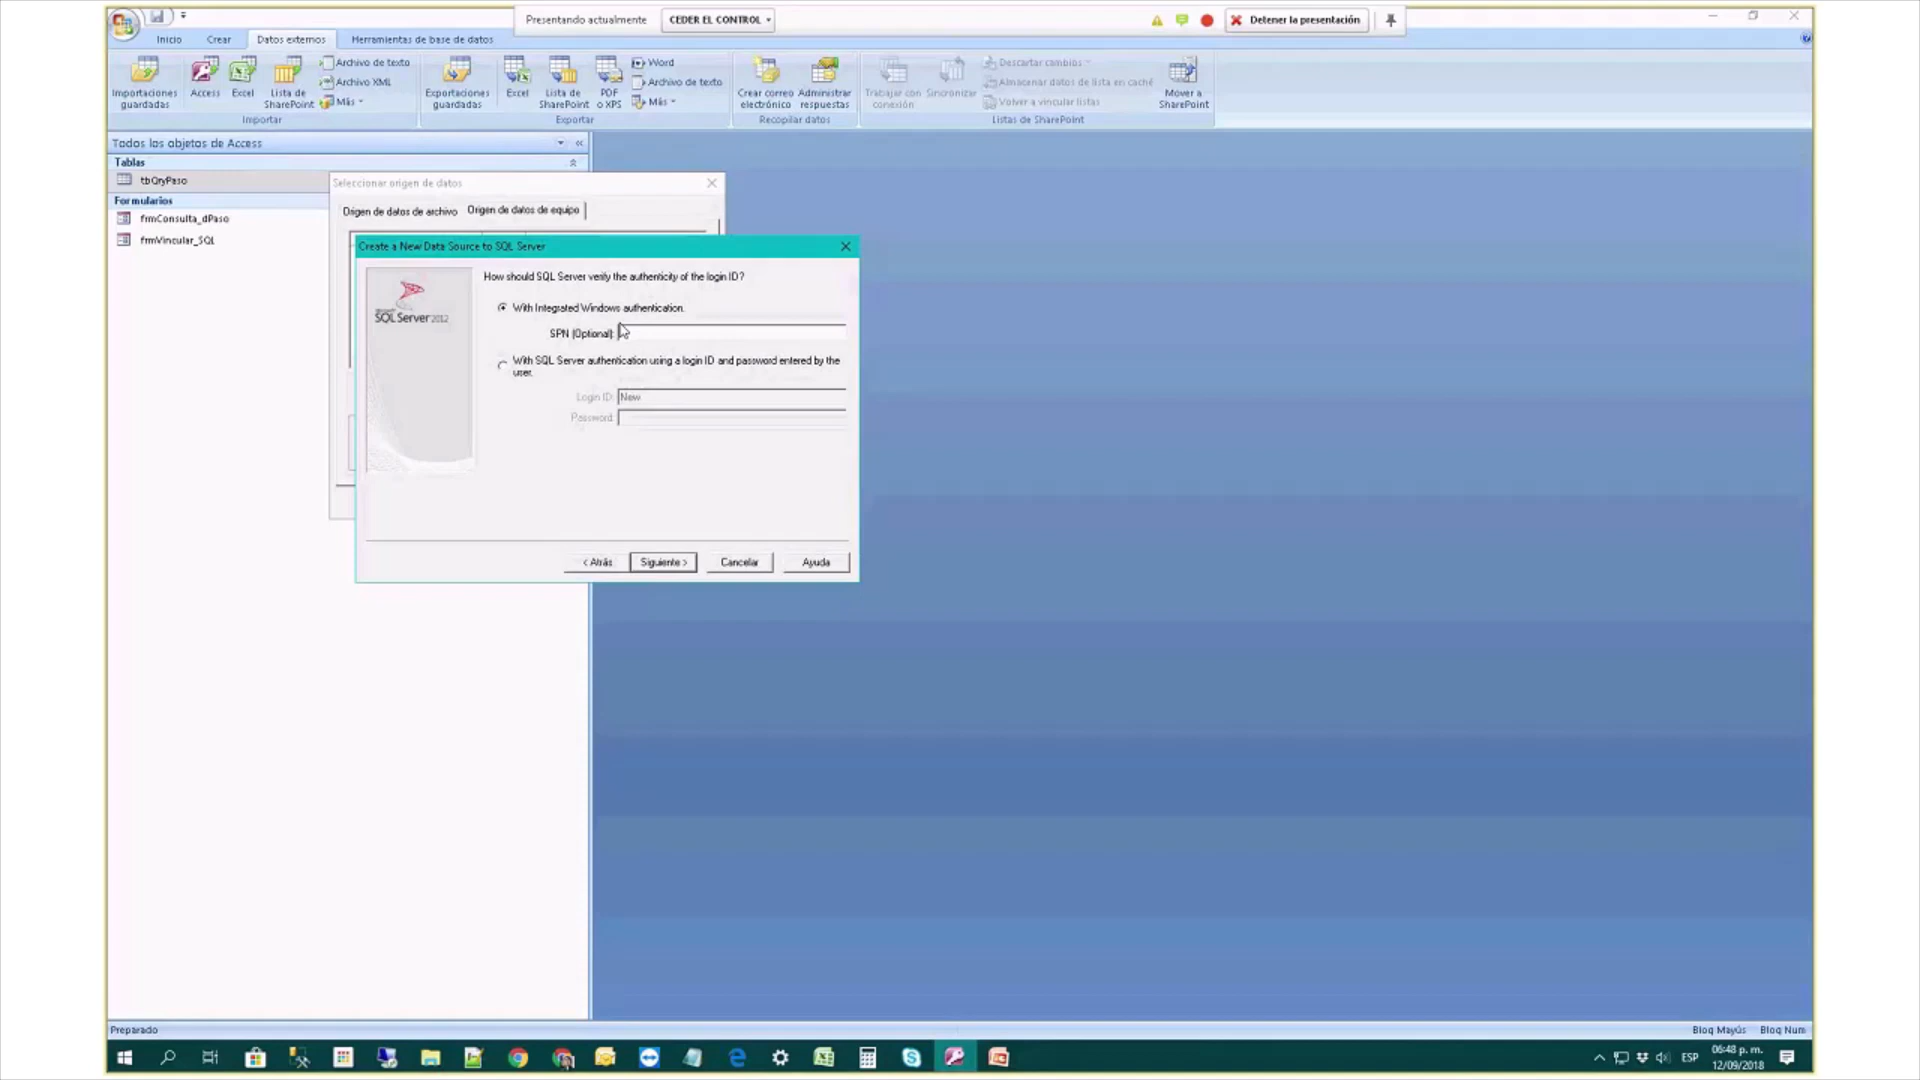 Presentando actualmente
CEDER EL CONTROL
Detener la presentación
Inicio
Crear
Datos externos
Herramientas de base de datos
Importaciones
guardadas
Access
Excel
Lista de
SharePoint
Archivo de texto
Archivo XML
Más
Importar
Exportaciones
guardadas
Excel
Lista de
SharePoint
PDF
o XPS
Word
Archivo de texto
Más
Exportar
Crear correo
electrónico
Administrar
respuestas
Recopilar datos
Trabajar con
conexión
Sincronizar
Descartar cambios
Almacenar datos de lista en caché
Volver a vincular listas
Listas de SharePoint
Mover a
SharePoint
Todos los objetos de Access
Tablas
tbQryPaso
Formularios
frmConsulta_dPaso
frmVincular_SQL
Seleccionar origen de datos
Origen de datos de archivo
Origen de datos de equipo
Create a New Data Source to SQL Server
SQL Server 2012
How should SQL Server verify the authenticity of the login ID?
With Integrated Windows authentication.
SPN (Optional):
With SQL Server authentication using a login ID and password entered by the
user.
Login ID: New
Password:
< Atrás
Siguiente >
Cancelar
Ayuda
Preparado
Bloq Mayús
Bloq Num
ESP
06:48 p. m.
12/09/2018